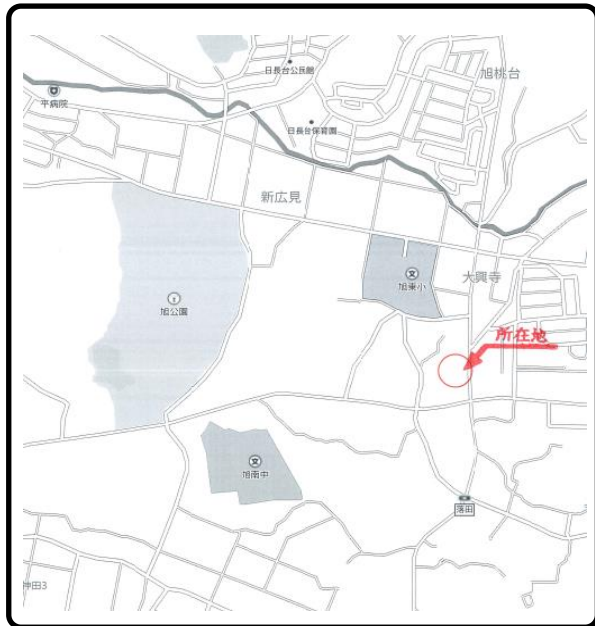 日長台公民館
旭桃台
平病院
日長台保育園
新広見
旭東小
大興寺
旭公園
所在地
旭南中
落田
神田3